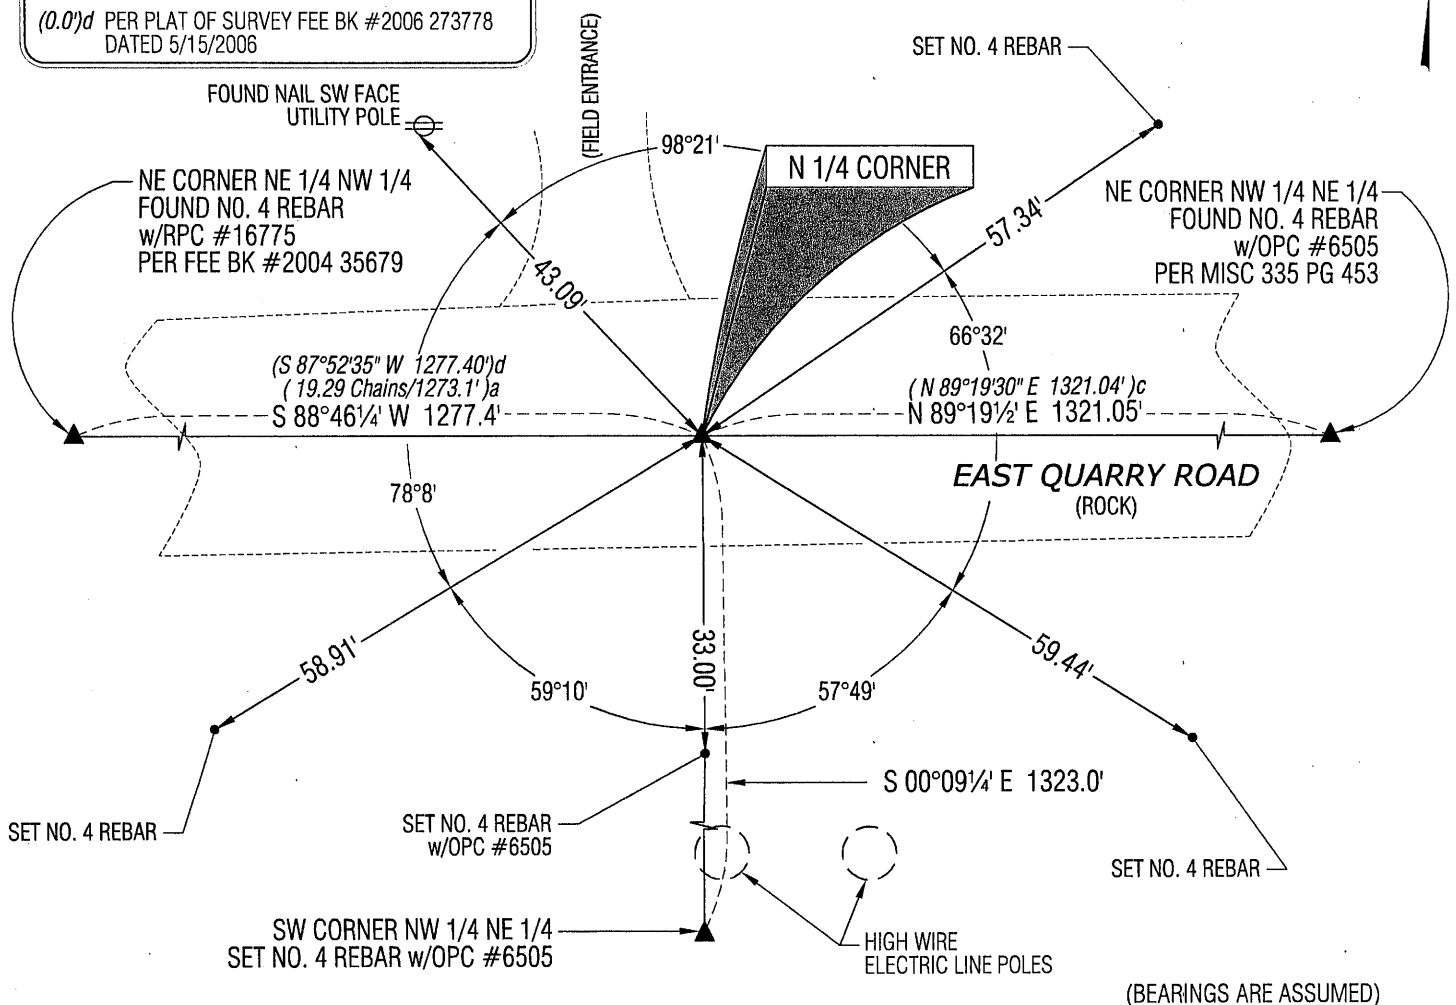 (0.0')d PER PLAT OF SURVEY FEE BK #2006 273778
DATED 5/15/2006
SET NO. 4 REBAR
FOUND NAIL SW FACE
UTILITY POLE
(FIELD ENTRANCE)
98°21'
N 1/4 CORNER
NE CORNER NE 1/4 NW 1/4
FOUND NO. 4 REBAR
w/RPC #16775
PER FEE BK #2004 35679
NE CORNER NW 1/4 NE 1/4
FOUND NO. 4 REBAR
w/OPC #6505
PER MISC 335 PG 453
57.34'
43.09'
66°32'
(S 87°52'35" W 1277.40')d
( 19.29 Chains/1273.1' )a
S 88°46¼' W 1277.4'
( N 89°19'30" E 1321.04' )c
N 89°19½' E 1321.05'
EAST QUARRY ROAD
(ROCK)
78°8'
58.91'
33.00'
59.44'
59°10'
57°49'
S 00°09¼' E 1323.0'
SET NO. 4 REBAR
SET NO. 4 REBAR
w/OPC #6505
SET NO. 4 REBAR
SW CORNER NW 1/4 NE 1/4
SET NO. 4 REBAR w/OPC #6505
HIGH WIRE
ELECTRIC LINE POLES
(BEARINGS ARE ASSUMED)